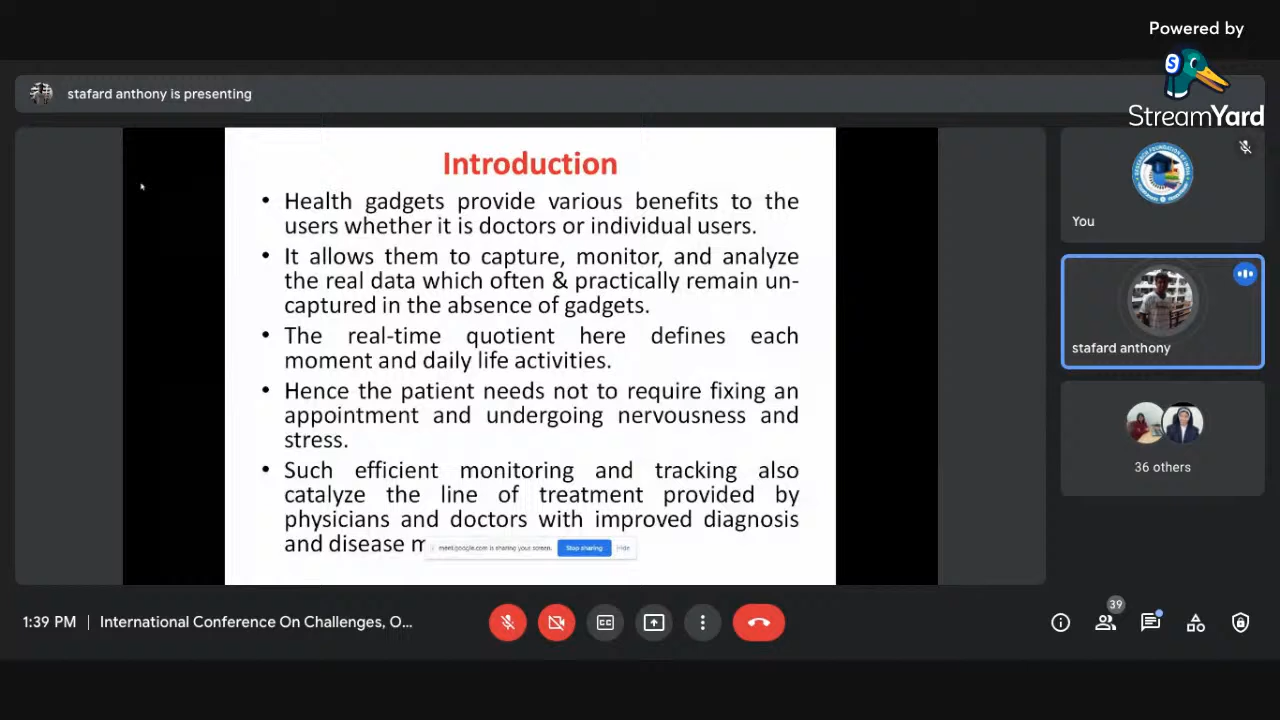 Powered by
StreamYard
stafard anthony is presenting
Introduction
• Health gadgets provide various benefits to the
users whether it is doctors or individual users.
• It allows them to capture, monitor, and analyze
the real data which often & practically remain un-
captured in the absence of gadgets.
• The real-time quotient here defines each
moment and daily life activities.
• Hence the patient needs not to require fixing an
appointment and undergoing nervousness and
stress.
• Such efficient monitoring and tracking also
catalyze the line of treatment provided by
physicians and doctors with improved diagnosis
and disease m
meet.google.com is sharing your screen.
Stop sharing
Hide
You
stafard anthony
36 others
1:39 PM | International Conference On Challenges, O...
39